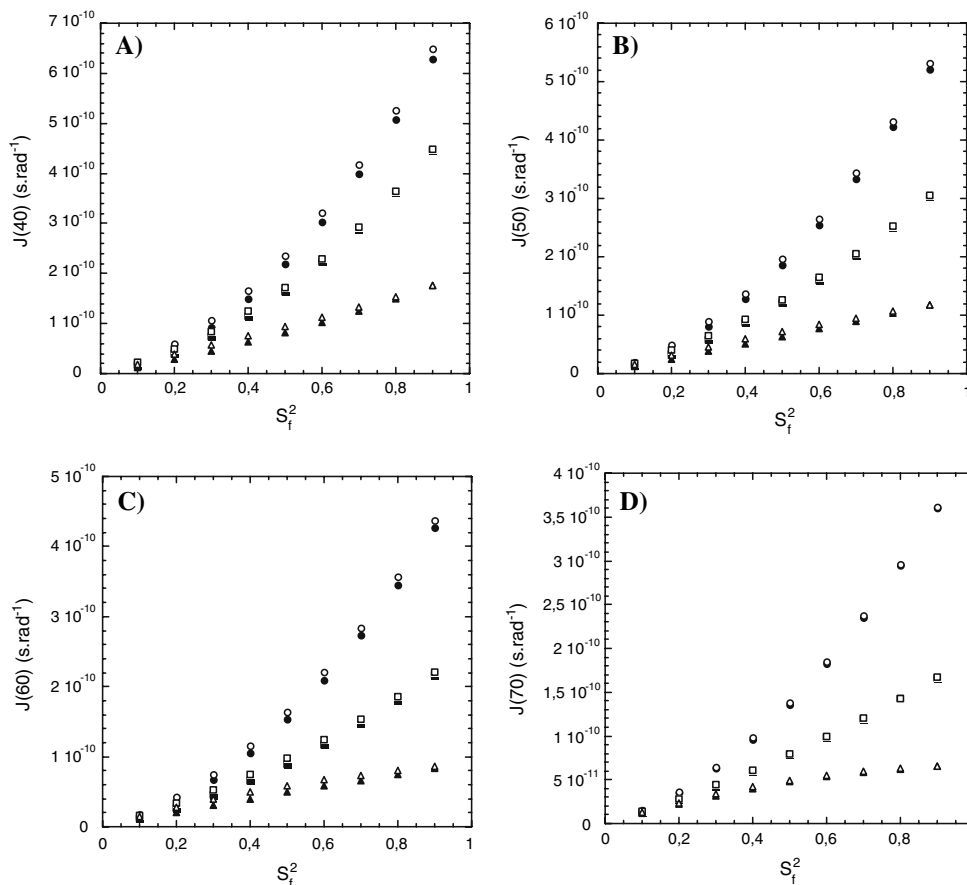 A)
7 10⁻¹⁰
6 10⁻¹⁰
5 10⁻¹⁰
4 10⁻¹⁰
3 10⁻¹⁰
2 10⁻¹⁰
1 10⁻¹⁰
0
J(40) (s.rad⁻¹)
0 0,2 0,4 0,6 0,8 1
S_f²
B)
6 10⁻¹⁰
5 10⁻¹⁰
4 10⁻¹⁰
3 10⁻¹⁰
2 10⁻¹⁰
1 10⁻¹⁰
0
J(50) (s.rad⁻¹)
0 0,2 0,4 0,6 0,8 1
S_f²
C)
5 10⁻¹⁰
4 10⁻¹⁰
3 10⁻¹⁰
2 10⁻¹⁰
1 10⁻¹⁰
0
J(60) (s.rad⁻¹)
0 0,2 0,4 0,6 0,8 1
S_f²
D)
4 10⁻¹⁰
3,5 10⁻¹⁰
3 10⁻¹⁰
2,5 10⁻¹⁰
2 10⁻¹⁰
1,5 10⁻¹⁰
1 10⁻¹⁰
5 10⁻¹¹
0
J(70) (s.rad⁻¹)
0 0,2 0,4 0,6 0,8 1
S_f²